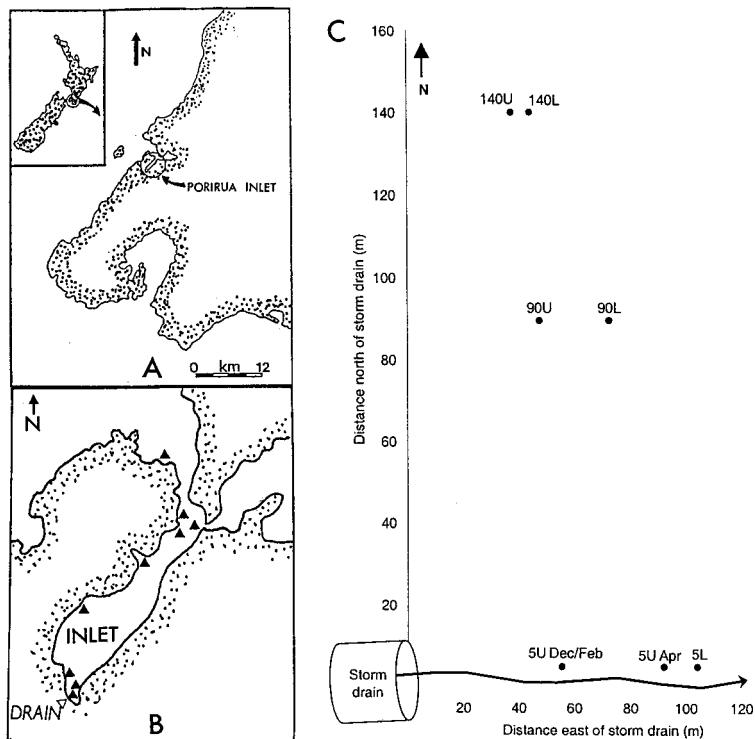 N
PORIRUA INLET
A
0 km 12
N
INLET
DRAIN
B
C
160
140
120
100
80
60
40
20
Distance north of storm drain (m)
N
140U 140L
90U 90L
5U Dec/Feb 5U Apr 5L
Storm
drain
20 40 60 80 100 120
Distance east of storm drain (m)